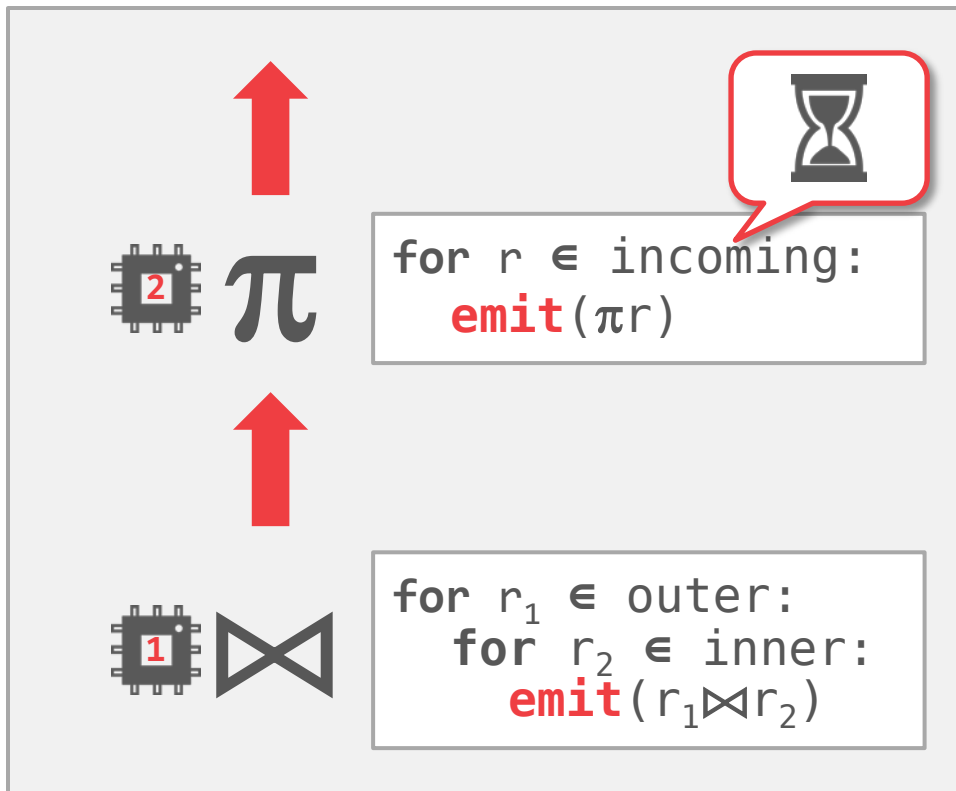 2 π
for r ∈ incoming:
emit(πr)
1 ⋈
for r₁ ∈ outer:
for r₂ ∈ inner:
emit(r₁⋈r₂)